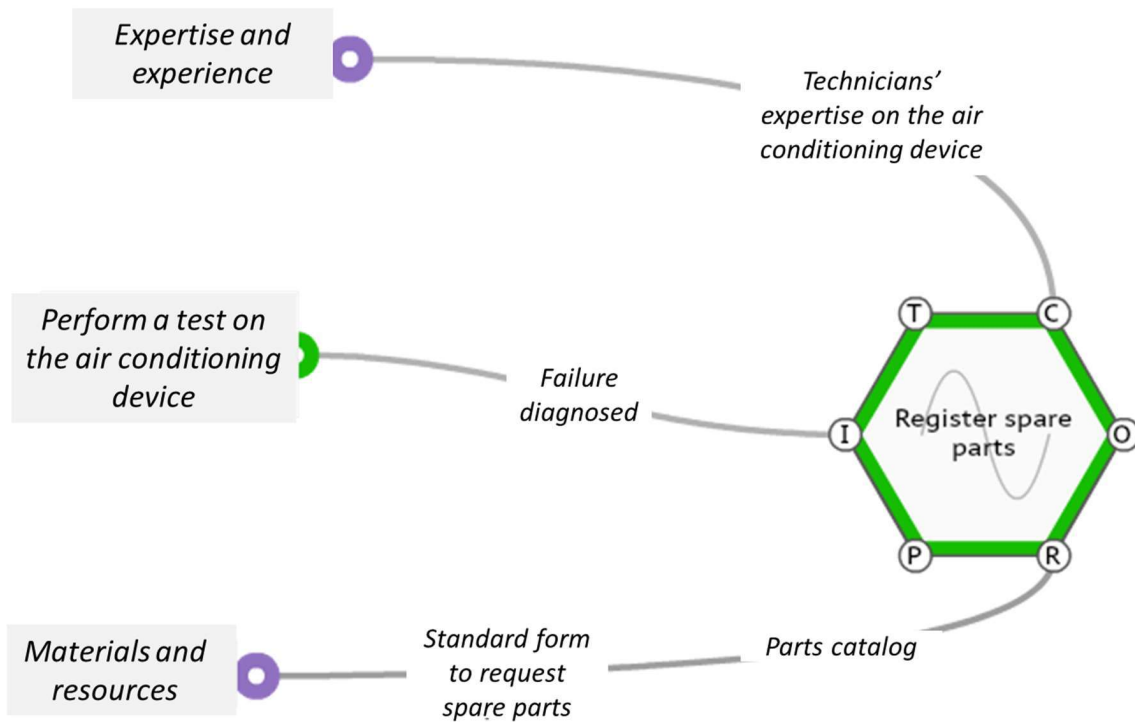 Expertise and
experience
Technicians’
expertise on the air
conditioning device
Perform a test on
the air conditioning
device
Failure
diagnosed
T
C
I
Register spare
parts
O
P
R
Materials and
resources
Standard form
to request
spare parts
Parts catalog